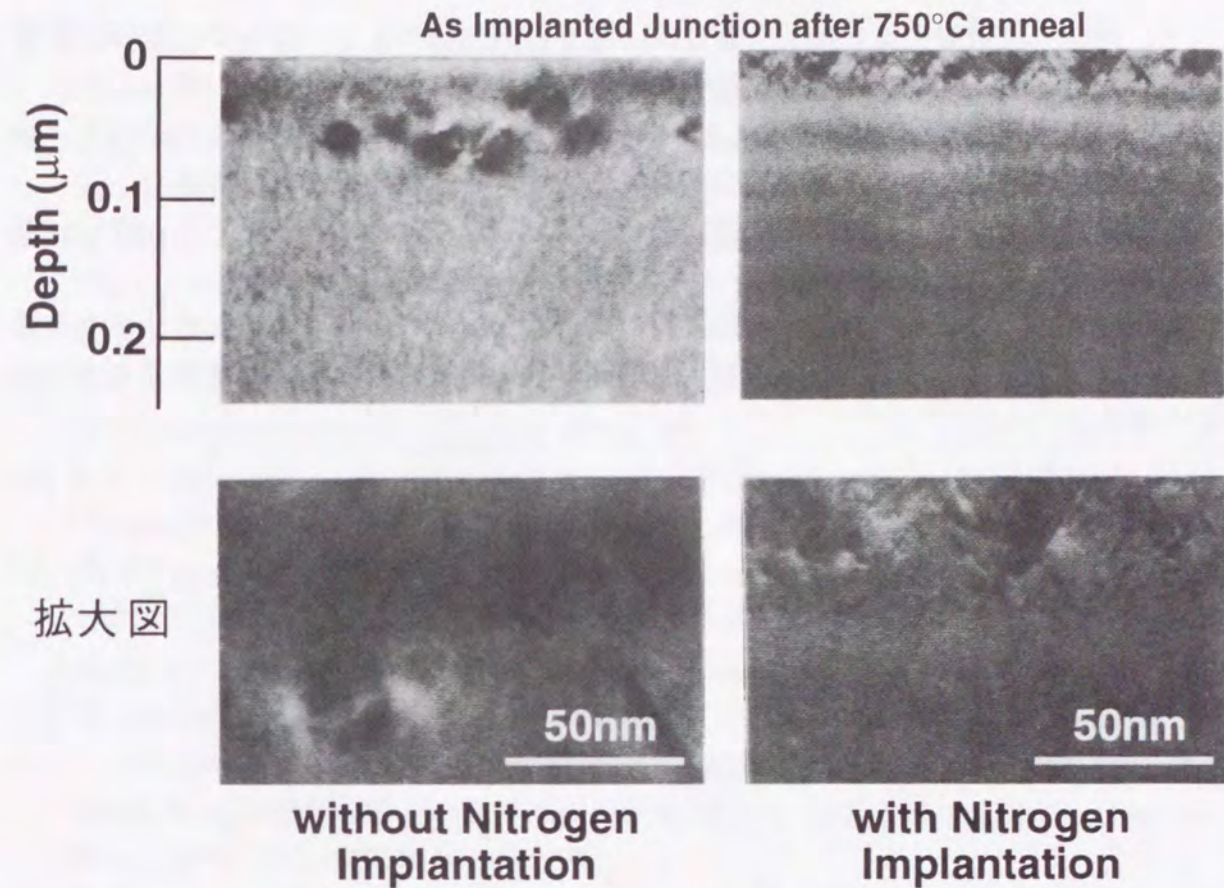 As Implanted Junction after 750°C anneal
0
0.1
0.2
Depth (μm)
拡大図
50nm
50nm
without Nitrogen
Implantation
with Nitrogen
Implantation